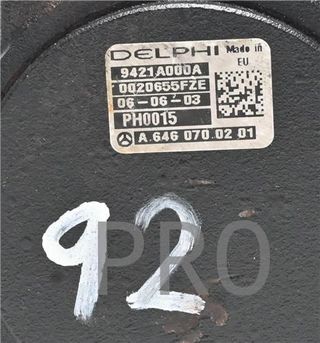 DELPHI Made in
EU
9421A000A
0020655FZE
06-06-03
PH0015
A 646 070 02 01
92
PRO